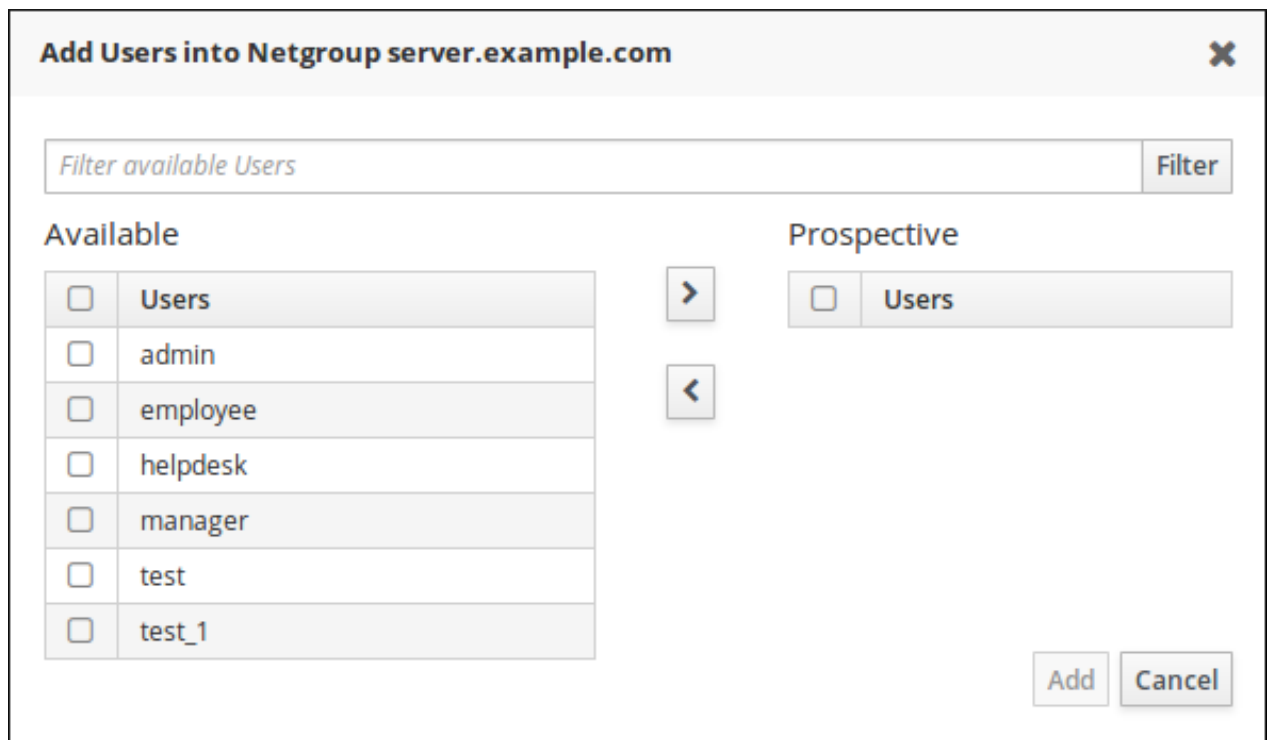 Add Users into Netgroup server.example.com
Filter available Users
Filter
Available
Prospective
Users
Users
admin
employee
helpdesk
manager
test
test_1
Add
Cancel